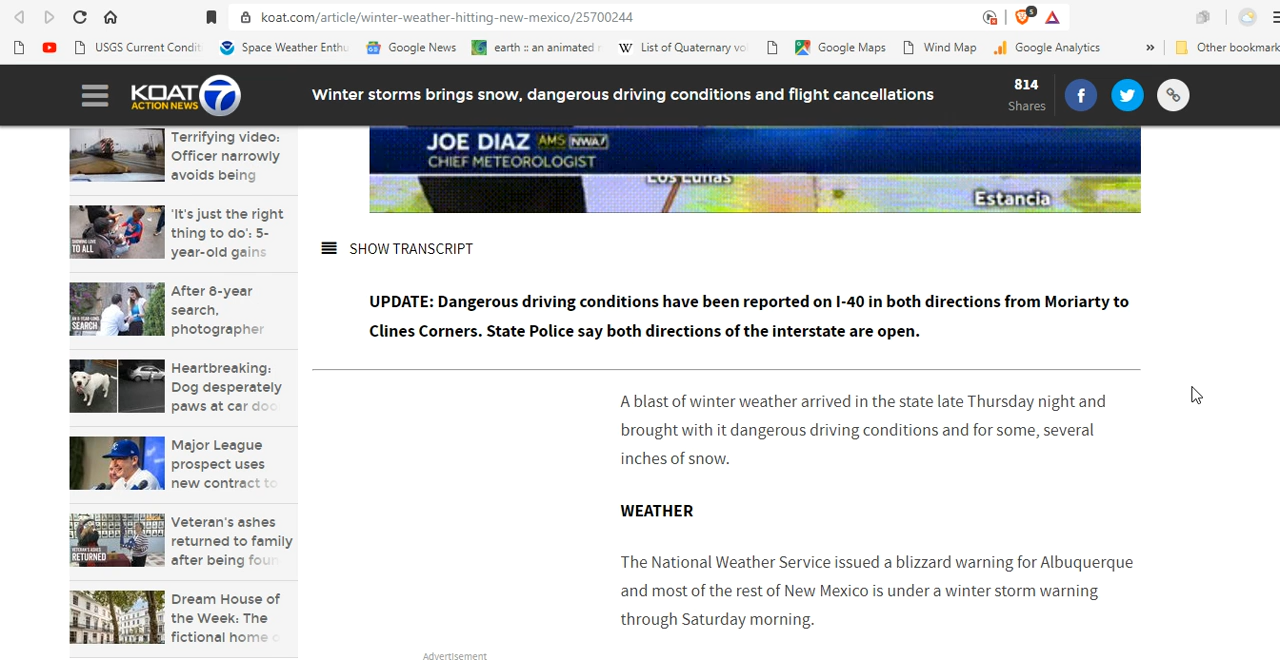 koat.com/article/winter-weather-hitting-new-mexico/25700244
5
USGS Current Condit
Space Weather Enthu
Google News
earth :: an animated
List of Quaternary vo
Google Maps
Wind Map
Google Analytics
»
Other bookmark
KOAT 7
ACTION NEWS
Winter storms brings snow, dangerous driving conditions and flight cancellations
814
Shares
Terrifying video:
Officer narrowly
avoids being
'It's just the right
thing to do': 5-
year-old gains
SHOWING LOVE
TO ALL
After 8-year
search,
photographer
SEARCH
Heartbreaking:
Dog desperately
paws at car doo
Major League
prospect uses
new contract to
Veteran's ashes
returned to family
after being foun
VETERAN'S ASHES
RETURNED
Dream House of
the Week: The
fictional home o
JOE DIAZ AMS NWA
CHIEF METEOROLOGIST
Los Lunas
Estancia
SHOW TRANSCRIPT
UPDATE: Dangerous driving conditions have been reported on I-40 in both directions from Moriarty to
Clines Corners. State Police say both directions of the interstate are open.
A blast of winter weather arrived in the state late Thursday night and
brought with it dangerous driving conditions and for some, several
inches of snow.
WEATHER
The National Weather Service issued a blizzard warning for Albuquerque
and most of the rest of New Mexico is under a winter storm warning
through Saturday morning.
Advertisement